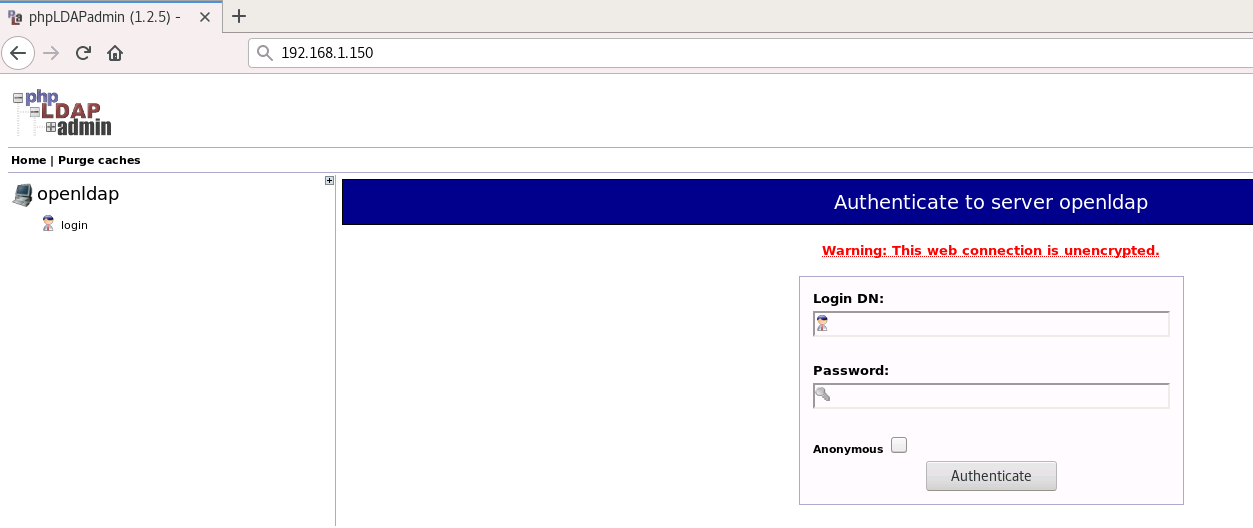 phpLDAPadmin (1.2.5) -
192.168.1.150
php
LDAP
admin
Home | Purge caches
openldap
login
Authenticate to server openldap
Warning: This web connection is unencrypted.
Login DN:
Password:
Anonymous
Authenticate